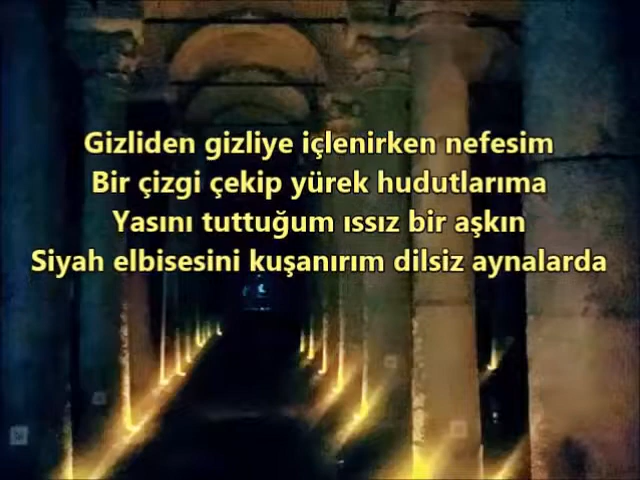 Gizliden gizliye içlenirken nefesim
Bir çizgi çekip yürek hudutlarıma
Yasını tuttuğum ıssız bir aşkın
Siyah elbisesini kuşanırım dilsiz aynalarda